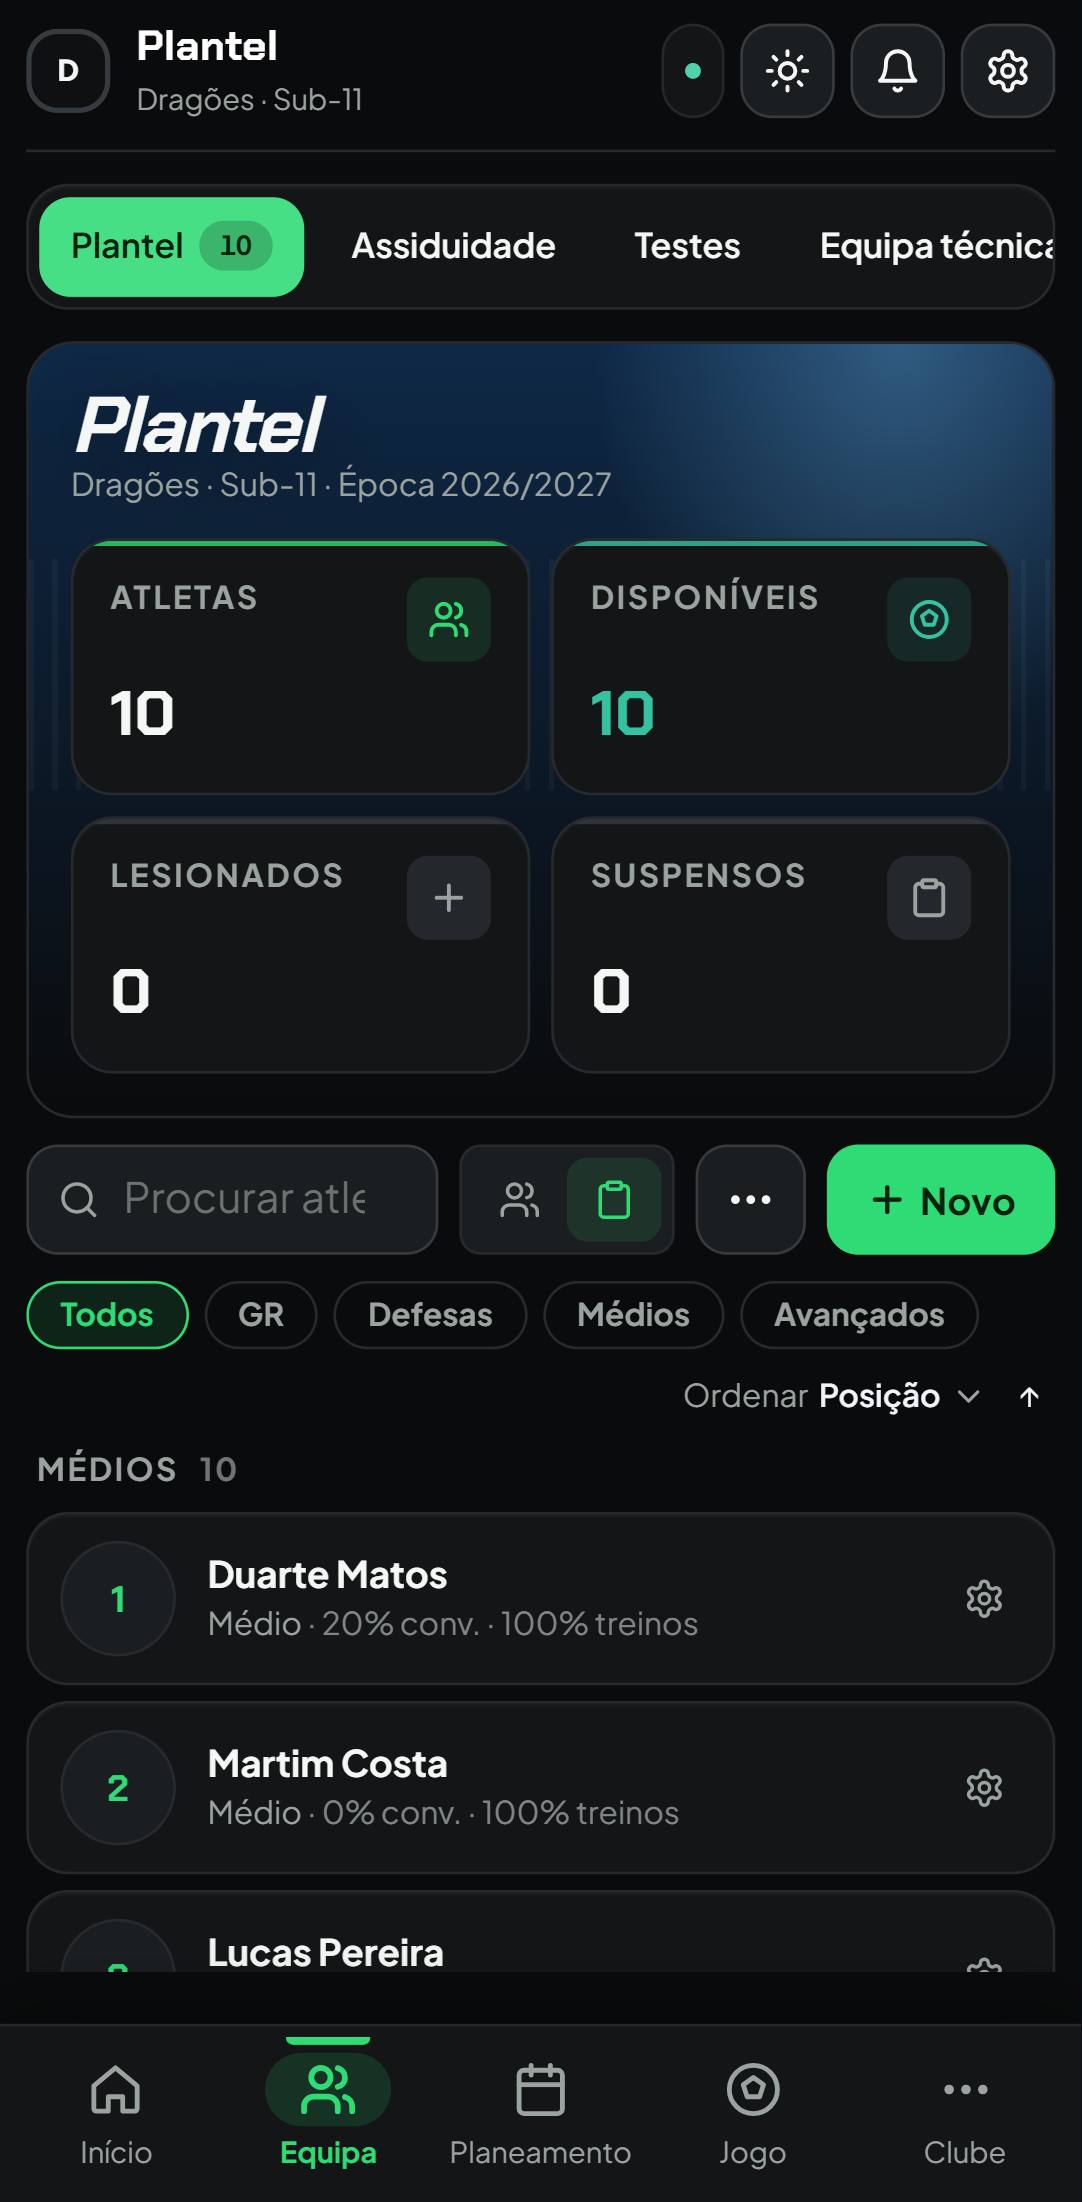 D
Plantel
Dragões · Sub-11
Plantel 10 Assiduidade Testes Equipa técnica
Plantel
Dragões · Sub-11 · Época 2026/2027
ATLETAS
10
DISPONÍVEIS
10
LESIONADOS
0
SUSPENSOS
0
Procurar atle
+ Novo
Todos GR Defesas Médios Avançados
Ordenar Posição
MÉDIOS 10
1
Duarte Matos
Médio · 20% conv. · 100% treinos
2
Martim Costa
Médio · 0% conv. · 100% treinos
Lucas Pereira
Início Equipa Planeamento Jogo Clube